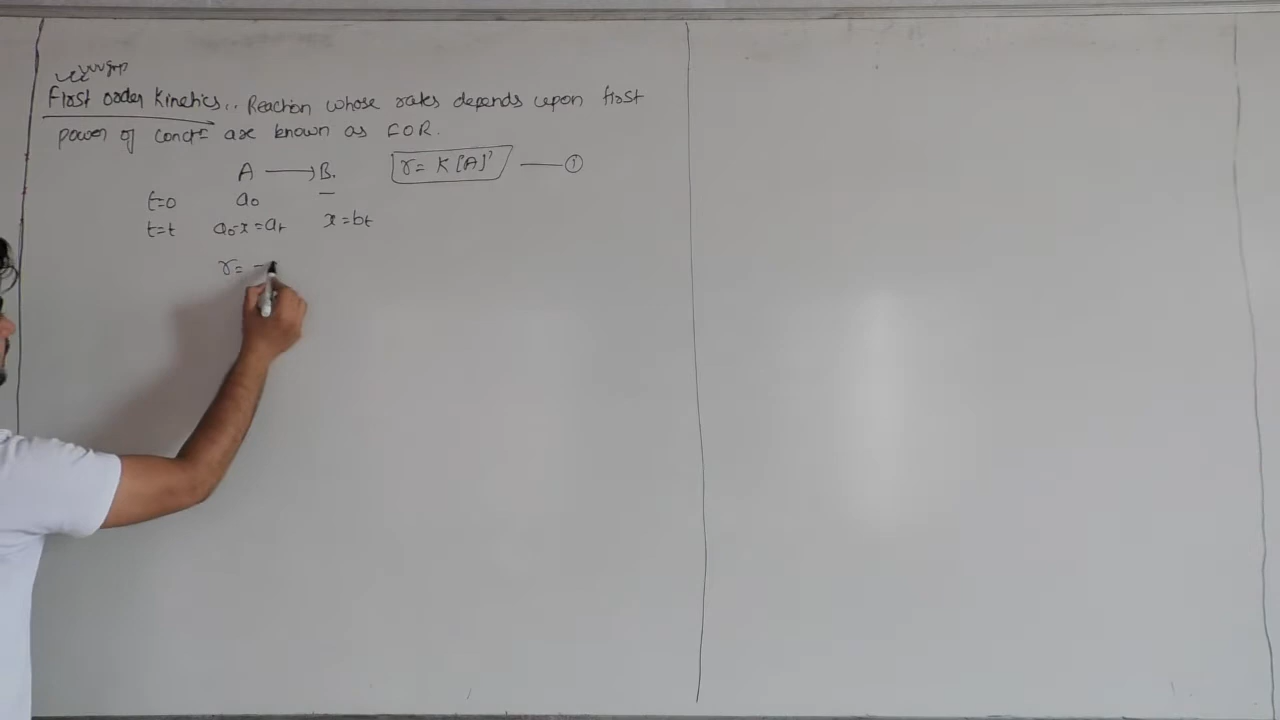 First order Kinetics.. Reaction whose rates depends upon first
power of concn are known as FOR.
A ⟶ B. r = K[A]¹ —— ①
t=0 a₀ –
t=t a₀-x = aₜ x = bₜ
r = –